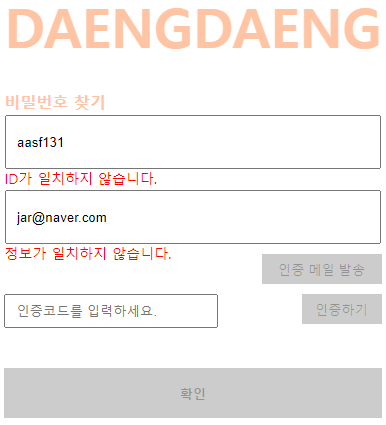 DAENGDAENG
비밀번호 찾기
aasf131
ID가 일치하지 않습니다.
jar@naver.com
정보가 일치하지 않습니다.
인증 메일 발송
인증코드를 입력하세요.
인증하기
확인